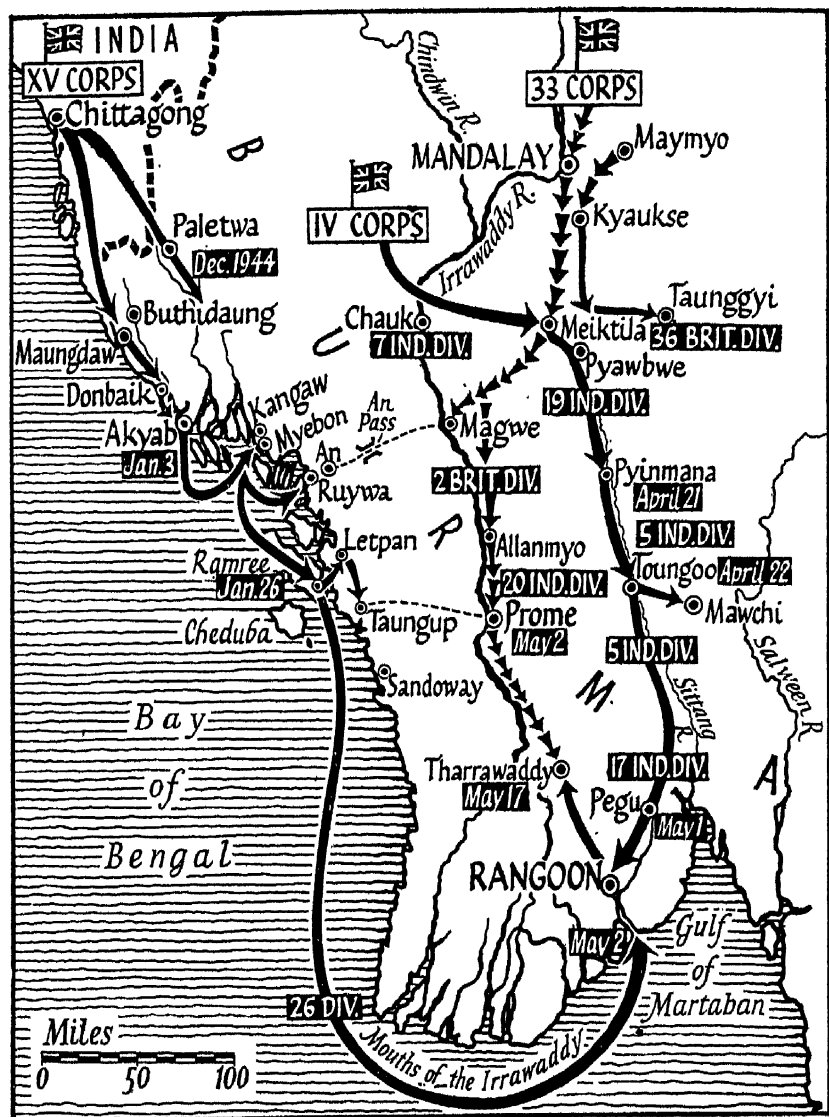 INDIA
XV CORPS
Chittagong
Chindwin R.
33 CORPS
MANDALAY
Maymyo
B
U
R
M
A
IV CORPS
Irrawaddy R.
Kyaukse
Paletwa
Dec. 1944
Buthidaung
Maungdaw
Donbaik
Akyab
Jan. 3
Kangaw
Myebon
An
Ruywa
An
Pass
Chauk
7 IND. DIV.
Meiktila
Taunggyi
36 BRIT. DIV.
Pyawbwe
19 IND. DIV.
Magwe
2 BRIT. DIV.
Pyinmana
April 21
5 IND. DIV.
Allanmyo
20 IND. DIV.
Toungoo April 22
Mawchi
Letpan
Ramree
Jan. 26
Cheduba
Taungup
Prome
May 2
Sandoway
5 IND. DIV.
Sittang
R.
Salween R.
Bay
of
Bengal
Tharrawaddy
May 17
17 IND. DIV.
Pegu
May 1
RANGOON
May 2
Gulf
of
Martaban
26 DIV.
Mouths of the Irrawaddy
Miles
0 50 100